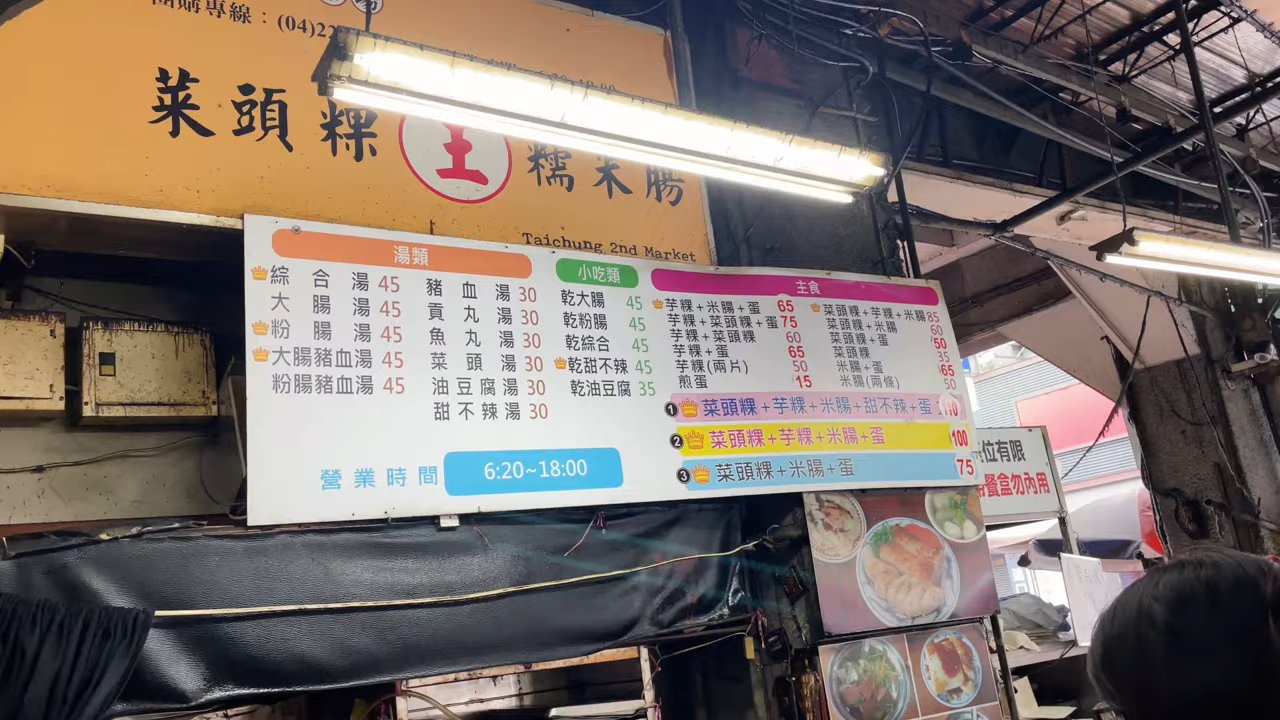 團購專線：(04)22
菜頭粿 王 糯米腸
Taichung 2nd Market
湯類
綜合湯 45
大腸湯 45
粉腸湯 45
大腸豬血湯 45
粉腸豬血湯 45
豬血湯 30
貢丸湯 30
魚丸湯 30
菜頭湯 30
油豆腐湯 30
甜不辣湯 30
小吃類
乾大腸 45
乾粉腸 45
乾綜合 45
乾甜不辣 45
乾油豆腐 35
主食
芋粿+米腸+蛋 65
芋粿+菜頭粿+蛋 75
芋粿+菜頭粿 60
芋粿+蛋 65
芋粿(兩片) 50
煎蛋 15
菜頭粿+芋粿+米腸 85
菜頭粿+米腸 60
菜頭粿+蛋 50
菜頭粿 35
米腸+蛋 65
米腸(兩條) 50
1 菜頭粿+芋粿+米腸+甜不辣+蛋 110
2 菜頭粿+芋粿+米腸+蛋 100
3 菜頭粿+米腸+蛋 75
營業時間 6:20~18:00
位有限
餐盒勿內用